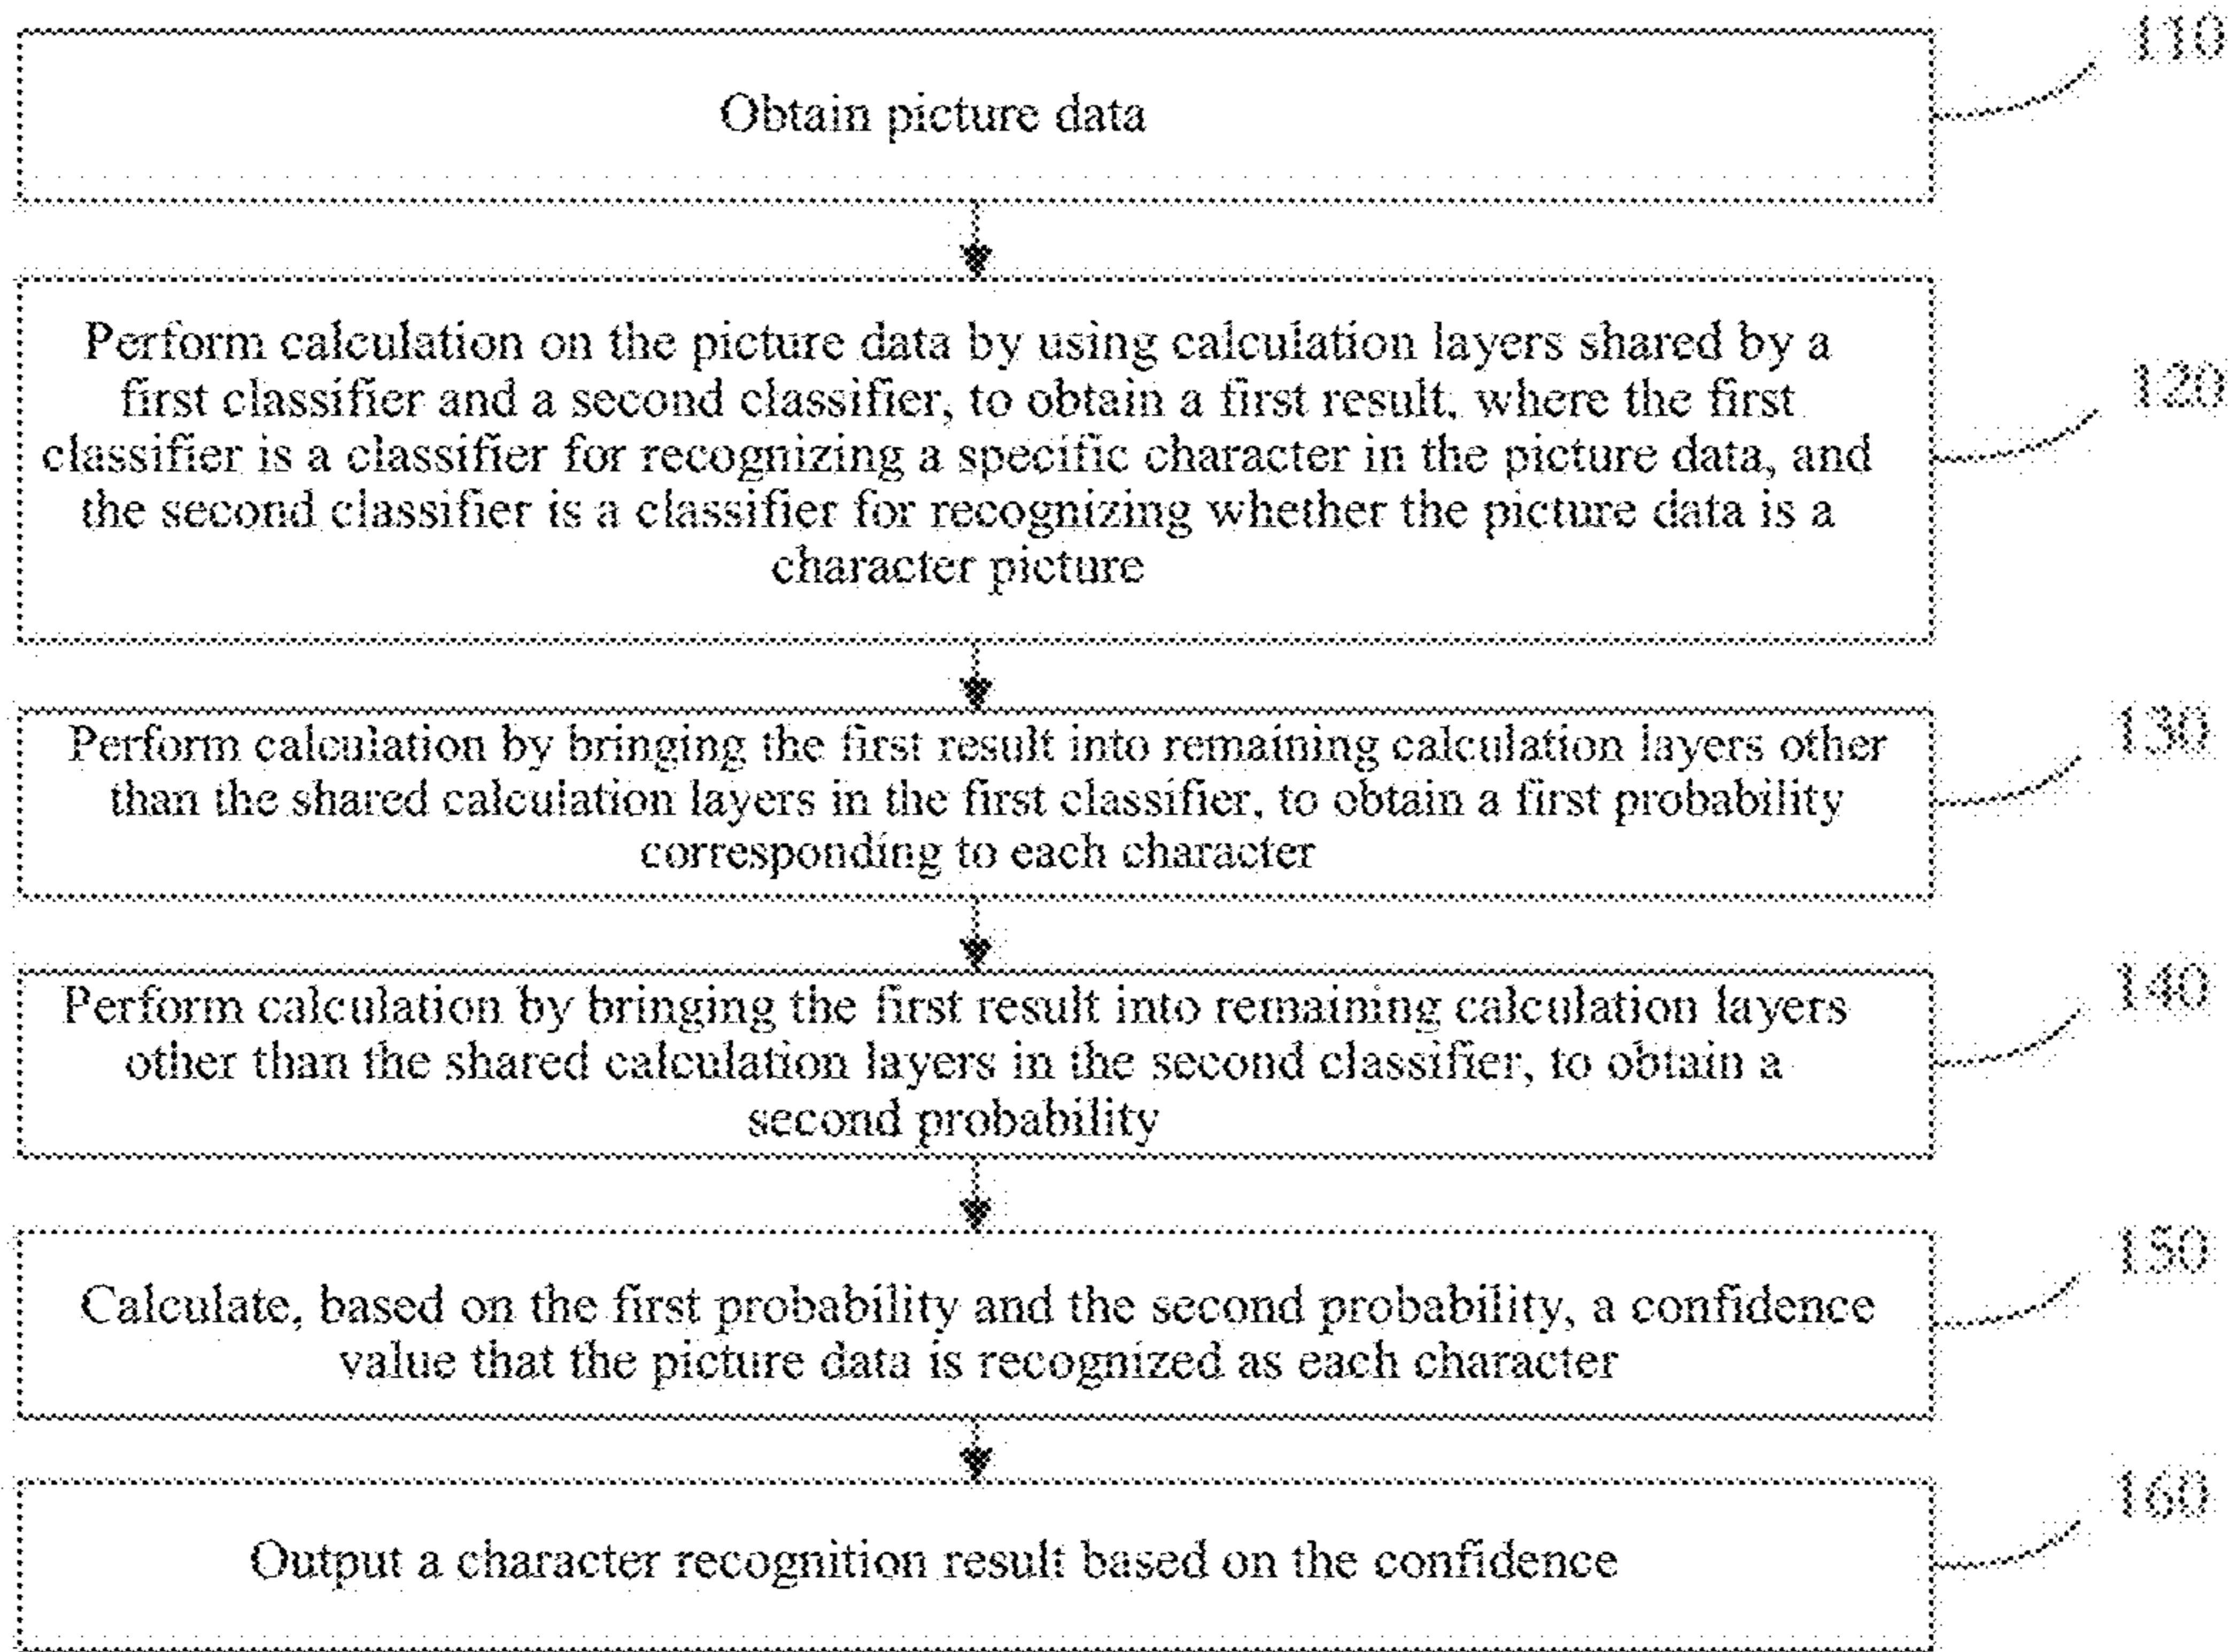 110
Obtain picture data
Perform calculation on the picture data by using calculation layers shared by a
first classifier and a second classifier, to obtain a first result, where the first
classifier is a classifier for recognizing a specific character in the picture data, and
the second classifier is a classifier for recognizing whether the picture data is a
character picture
120
Perform calculation by bringing the first result into remaining calculation layers other
than the shared calculation layers in the first classifier, to obtain a first probability
corresponding to each character
130
Perform calculation by bringing the first result into remaining calculation layers
other than the shared calculation layers in the second classifier, to obtain a
second probability
140
Calculate, based on the first probability and the second probability, a confidence
value that the picture data is recognized as each character
150
Output a character recognition result based on the confidence
160